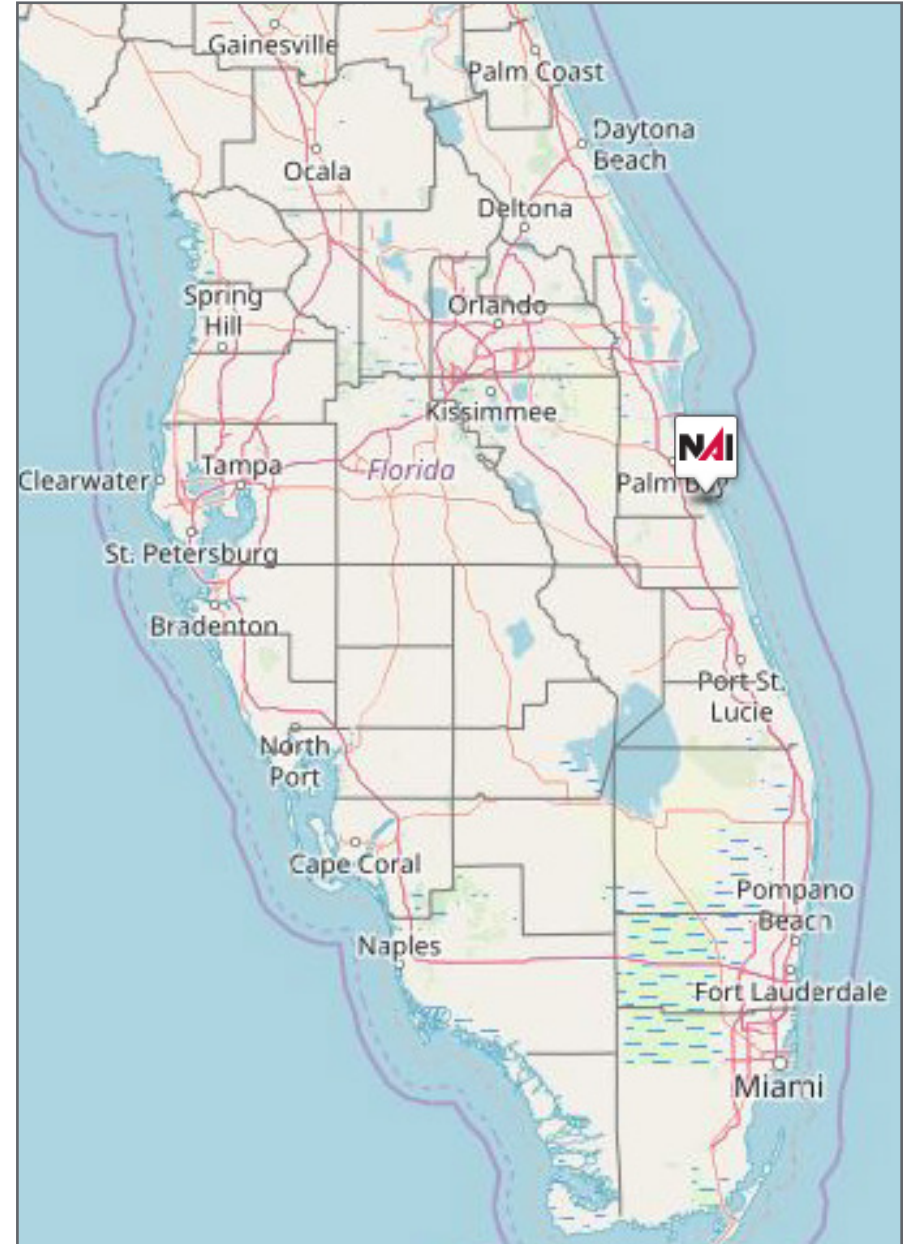 Gainesville
Palm Coast
Daytona
Beach
Ocala
Deltona
Spring
Hill
Orlando
Kissimmee
NAI
Clearwater
Tampa
Florida
Palm Bay
St. Petersburg
Bradenton
Port St.
Lucie
North
Port
Cape Coral
Pompano
Beach
Naples
Fort Lauderdale
Miami